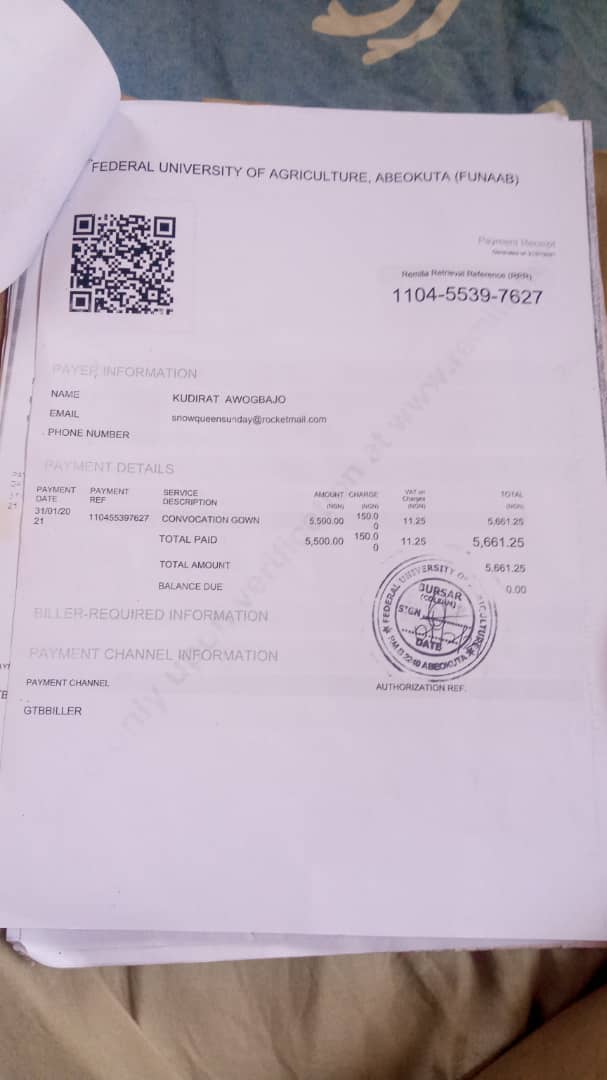 FEDERAL UNIVERSITY OF AGRICULTURE, ABEOKUTA (FUNAAB)
Payment Receipt
Remita Retrieval Reference (RRR)
1104-5539-7627
PAYER INFORMATION
NAME KUDIRAT AWOGBAJO
EMAIL snowqueensunday@rocketmail.com
PHONE NUMBER
PAYMENT DETAILS
PAYMENT DATE PAYMENT REF SERVICE DESCRIPTION AMOUNT (NGN) CHARGE (NGN) VAT on Charges (NGN) TOTAL (NGN)
31/01/2021 110455397627 CONVOCATION GOWN 5,500.00 150.00 11.25 5,661.25
TOTAL PAID 5,500.00 150.00 11.25 5,661.25
TOTAL AMOUNT 5,661.25
BALANCE DUE 0.00
BILLER-REQUIRED INFORMATION
PAYMENT CHANNEL INFORMATION
PAYMENT CHANNEL AUTHORIZATION REF.
GTBBILLER
FEDERAL UNIVERSITY OF AGRICULTURE
BURSAR
SIGN
DATE
P.M.B 2240 ABEOKUTA